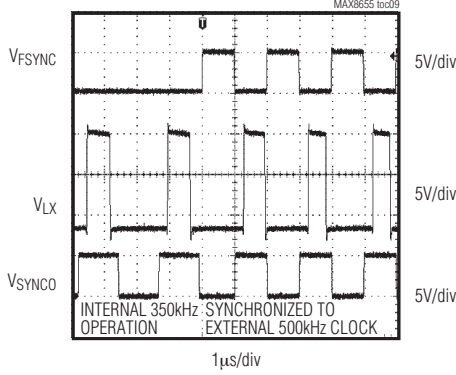 MAX8655 toc09
VFSYNC
5V/div
VLX
5V/div
VSYNCO
5V/div
INTERNAL 350kHz
OPERATION
SYNCHRONIZED TO
EXTERNAL 500kHz CLOCK
1µs/div